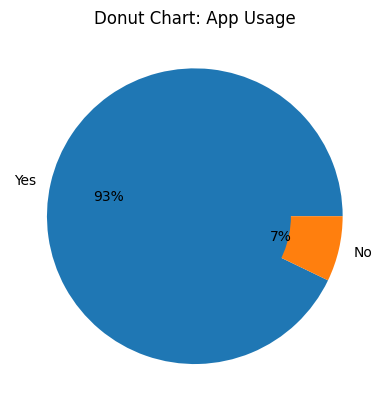 Donut Chart: App Usage
Yes
93%
7%
No